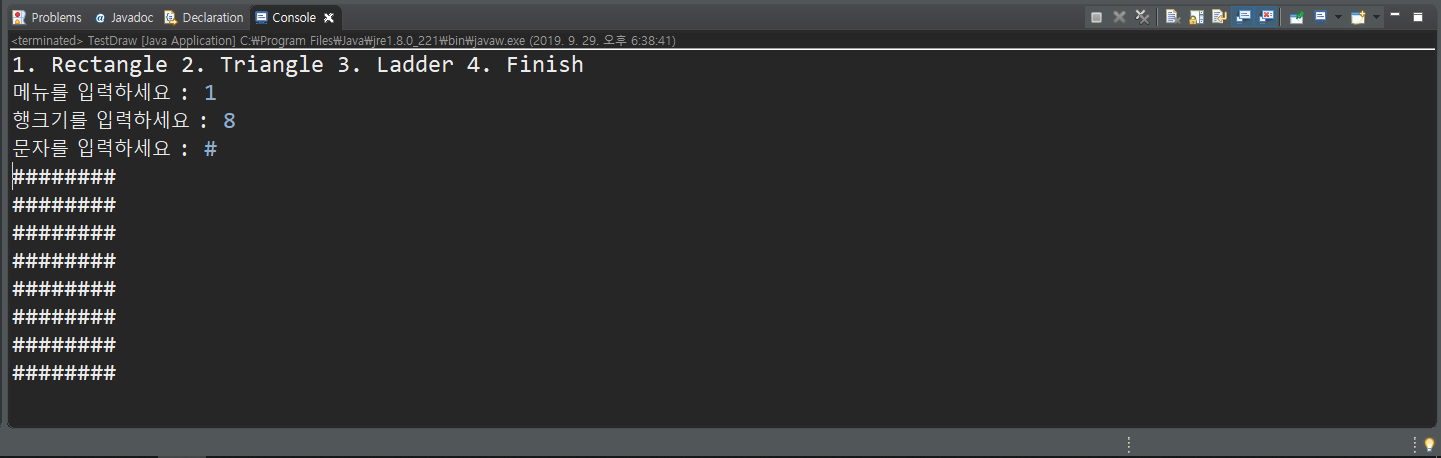 Problems Javadoc Declaration Console
<terminated> TestDraw [Java Application] C:₩Program Files₩Java₩jre1.8.0_221₩bin₩javaw.exe (2019. 9. 29. 오후 6:38:41)
1. Rectangle 2. Triangle 3. Ladder 4. Finish
메뉴를 입력하세요 : 1
행크기를 입력하세요 : 8
문자를 입력하세요 : #
########
########
########
########
########
########
########
########